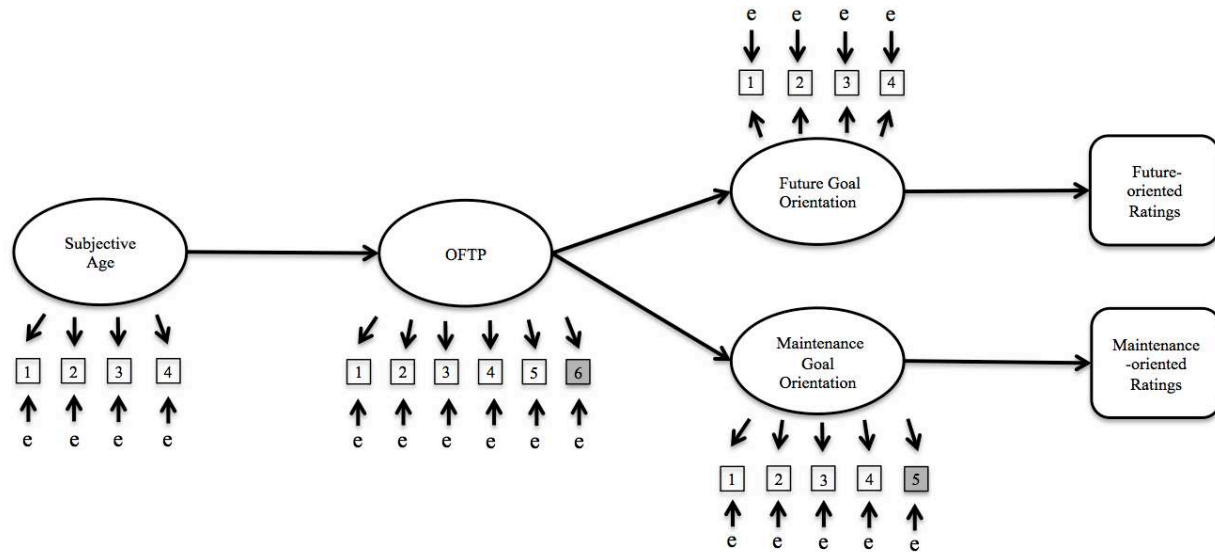 e e e e
1 2 3 4
Future Goal
Orientation
Future-
oriented
Ratings
Subjective
Age
OFTP
1 2 3 4
e e e e
1 2 3 4 5 6
e e e e e e
Maintenance
Goal
Orientation
Maintenance
-oriented
Ratings
1 2 3 4 5
e e e e e